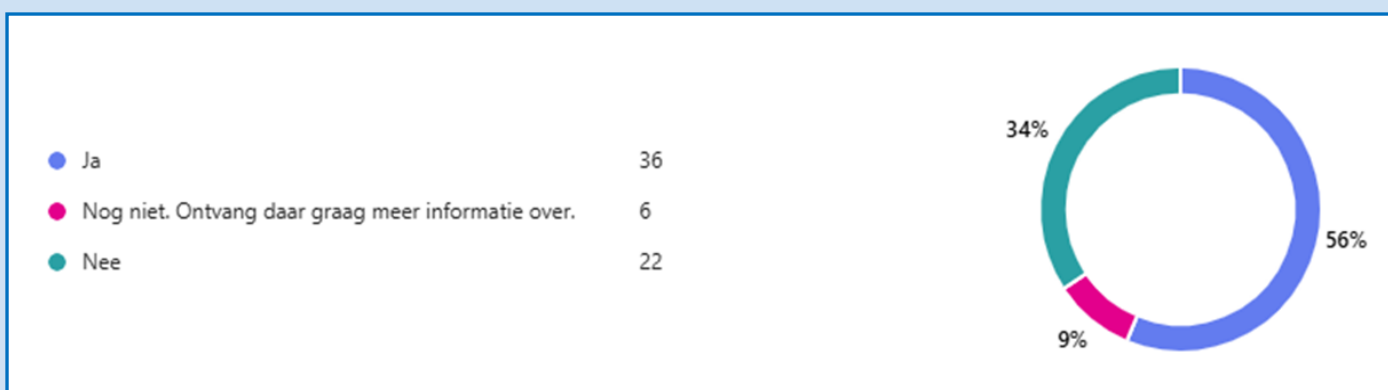 Ja 36
Nog niet. Ontvang daar graag meer informatie over. 6
Nee 22
34%
56%
9%